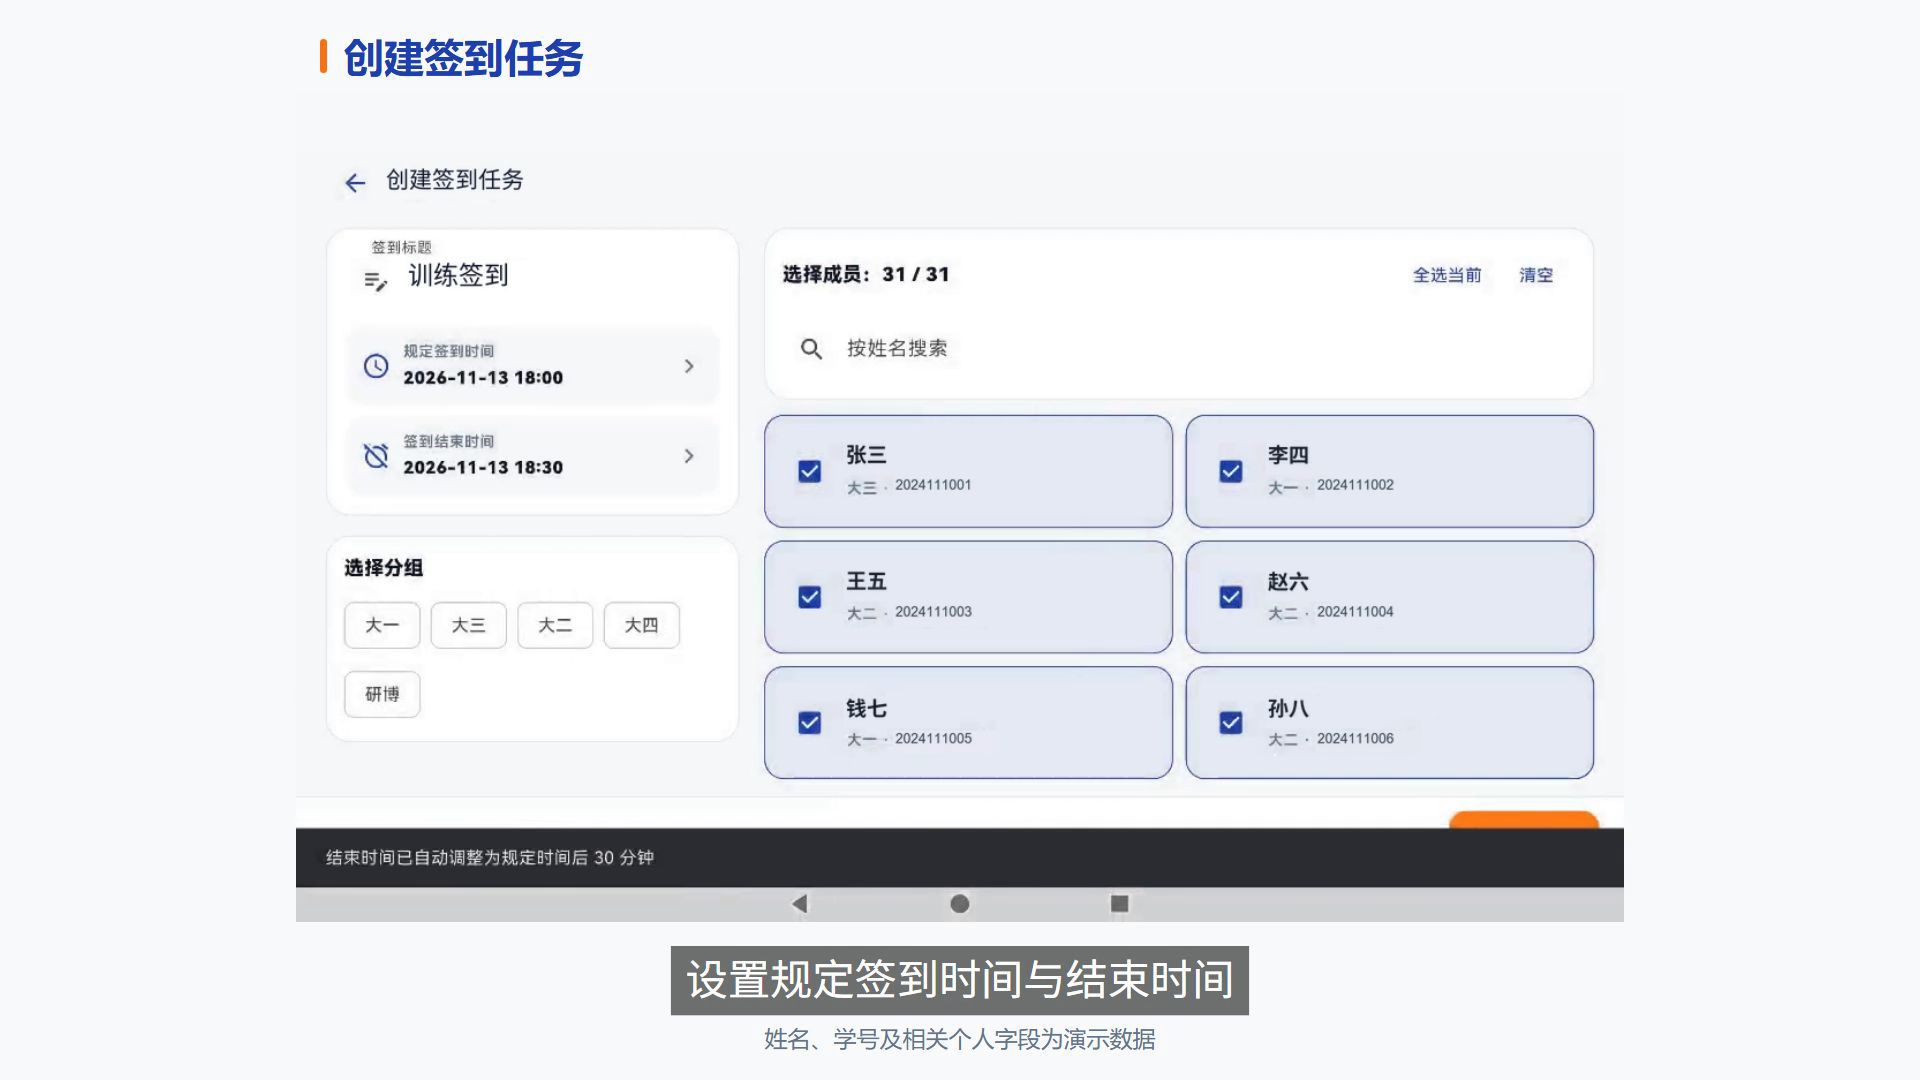 创建签到任务
创建签到任务
签到标题
训练签到
规定签到时间
2026-11-13 18:00
签到结束时间
2026-11-13 18:30
选择分组
大一
大三
大二
大四
研博
选择成员：31 / 31
全选当前
清空
按姓名搜索
张三
大三 · 2024111001
李四
大一 · 2024111002
王五
大二 · 2024111003
赵六
大二 · 2024111004
钱七
大一 · 2024111005
孙八
大二 · 2024111006
结束时间已自动调整为规定时间后 30 分钟
设置规定签到时间与结束时间
姓名、学号及相关个人字段为演示数据